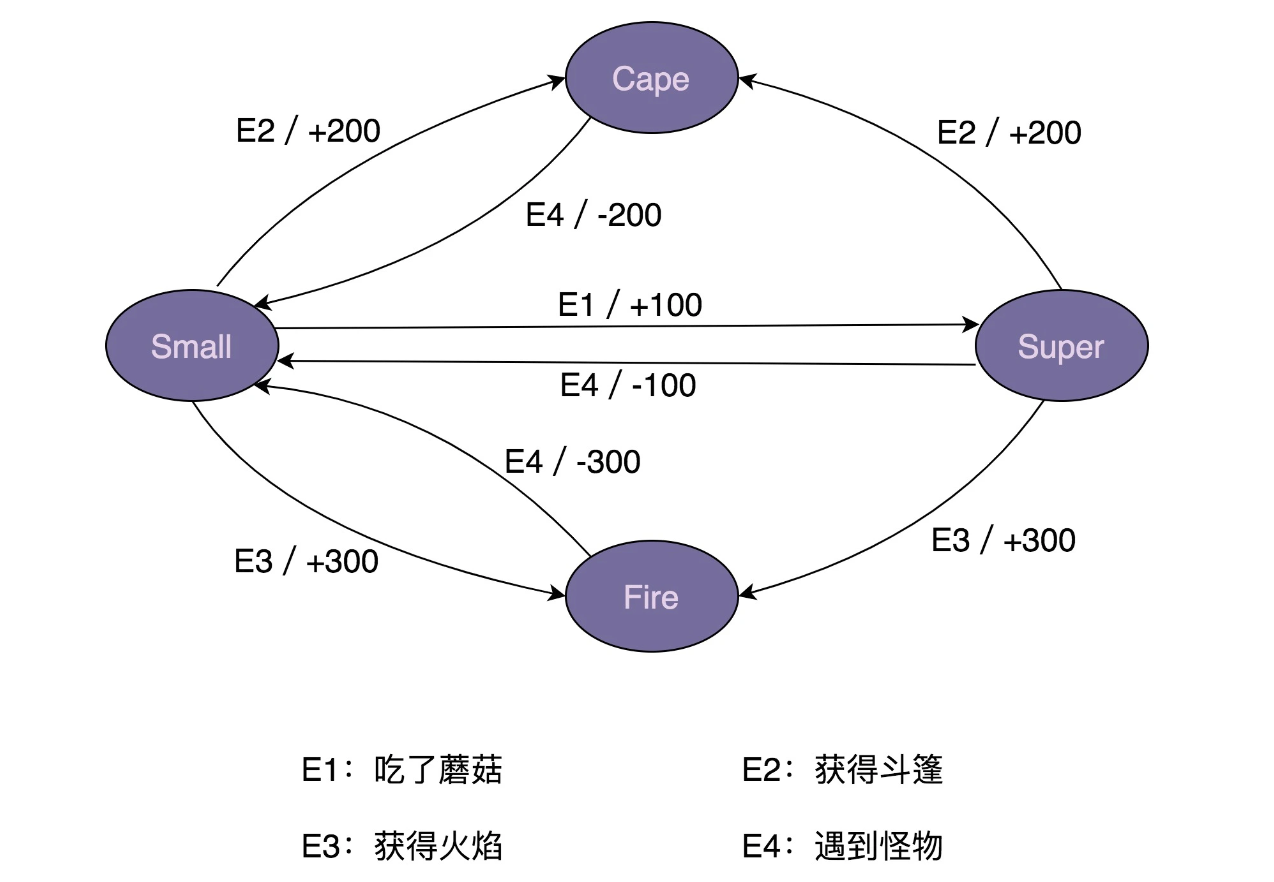 Cape
E2 / +200
E2 / +200
E4 / -200
E1 / +100
Small
Super
E4 / -100
E4 / -300
E3 / +300
E3 / +300
Fire
E1：吃了蘑菇
E2：获得斗篷
E3：获得火焰
E4：遇到怪物